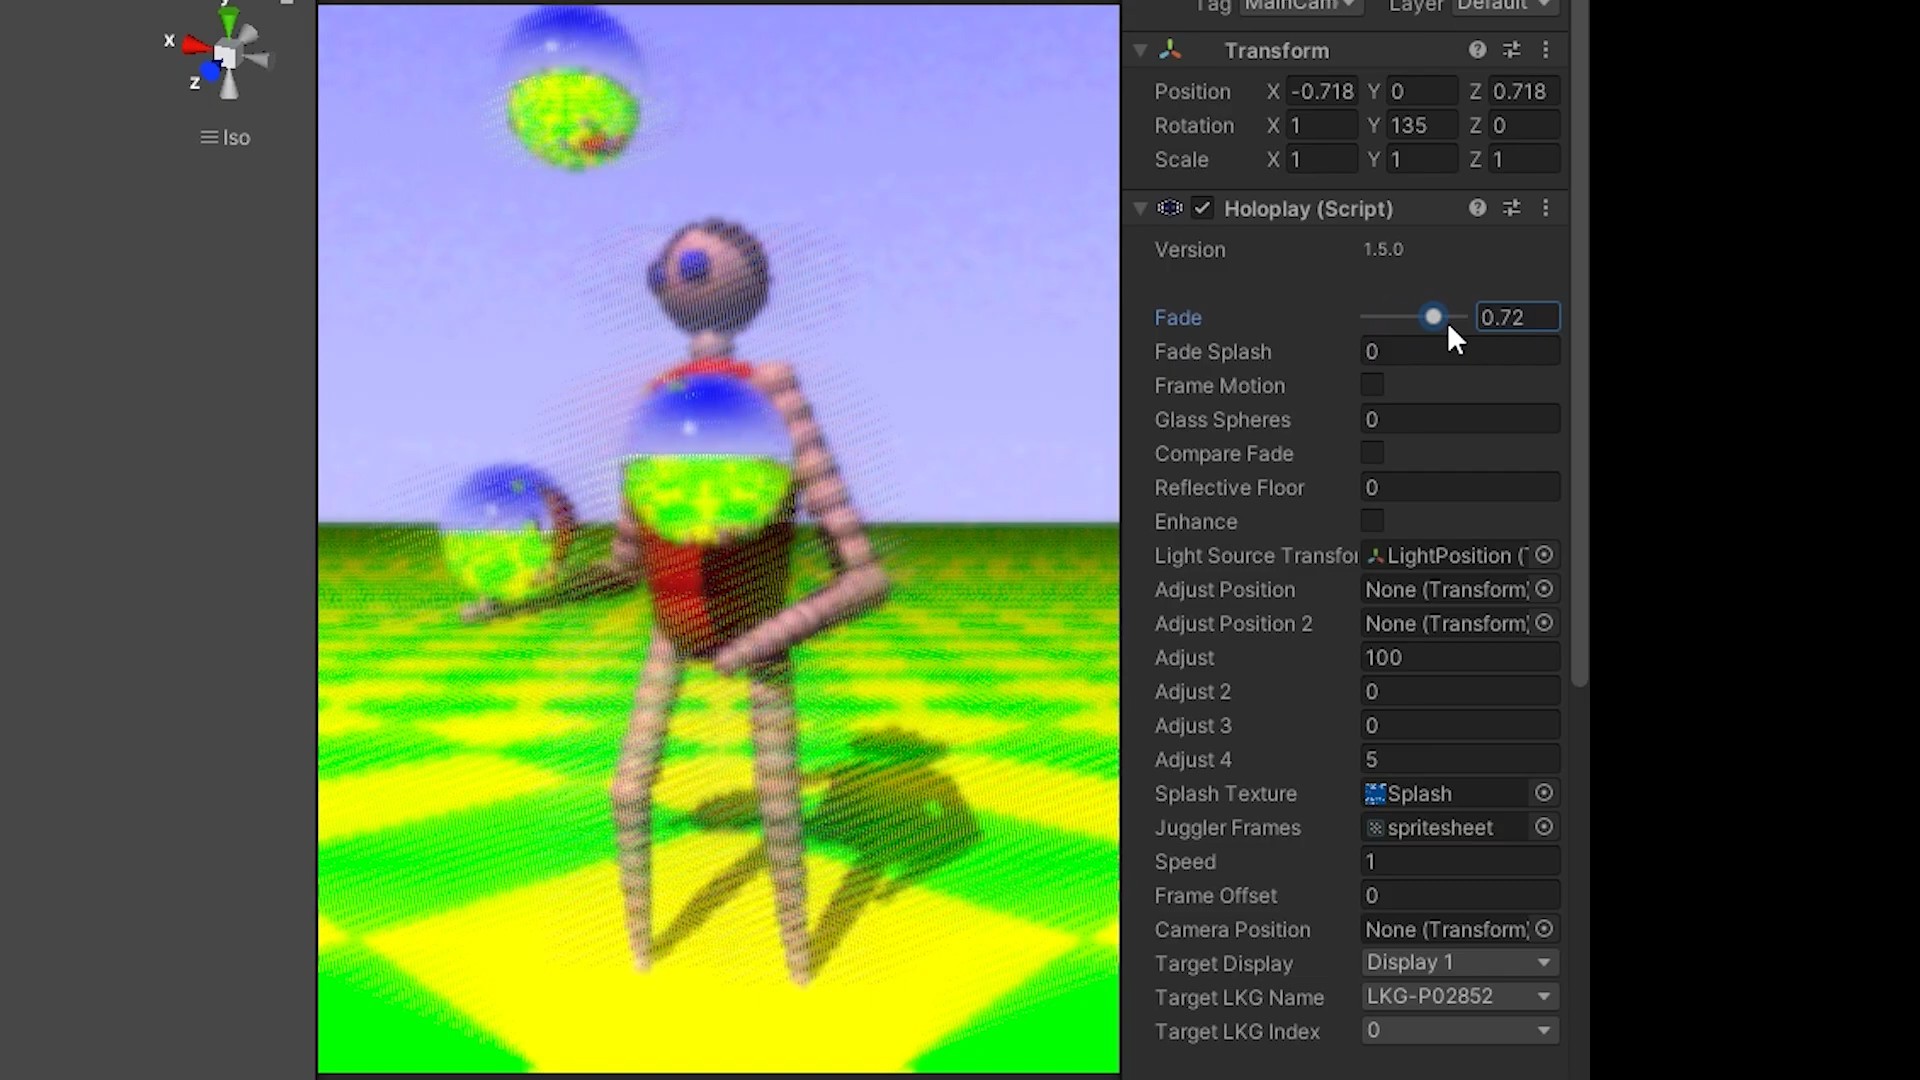 y
x
z
Iso
Tag MainCam Layer Default
Transform
Position X -0.718 Y 0 Z 0.718
Rotation X 1 Y 135 Z 0
Scale X 1 Y 1 Z 1
Holoplay (Script)
Version 1.5.0
Fade 0.72
Fade Splash 0
Frame Motion
Glass Spheres 0
Compare Fade
Reflective Floor 0
Enhance
Light Source Transfor LightPosition (T
Adjust Position None (Transform)
Adjust Position 2 None (Transform)
Adjust 100
Adjust 2 0
Adjust 3 0
Adjust 4 5
Splash Texture Splash
Juggler Frames spritesheet
Speed 1
Frame Offset 0
Camera Position None (Transform)
Target Display Display 1
Target LKG Name LKG-P02852
Target LKG Index 0